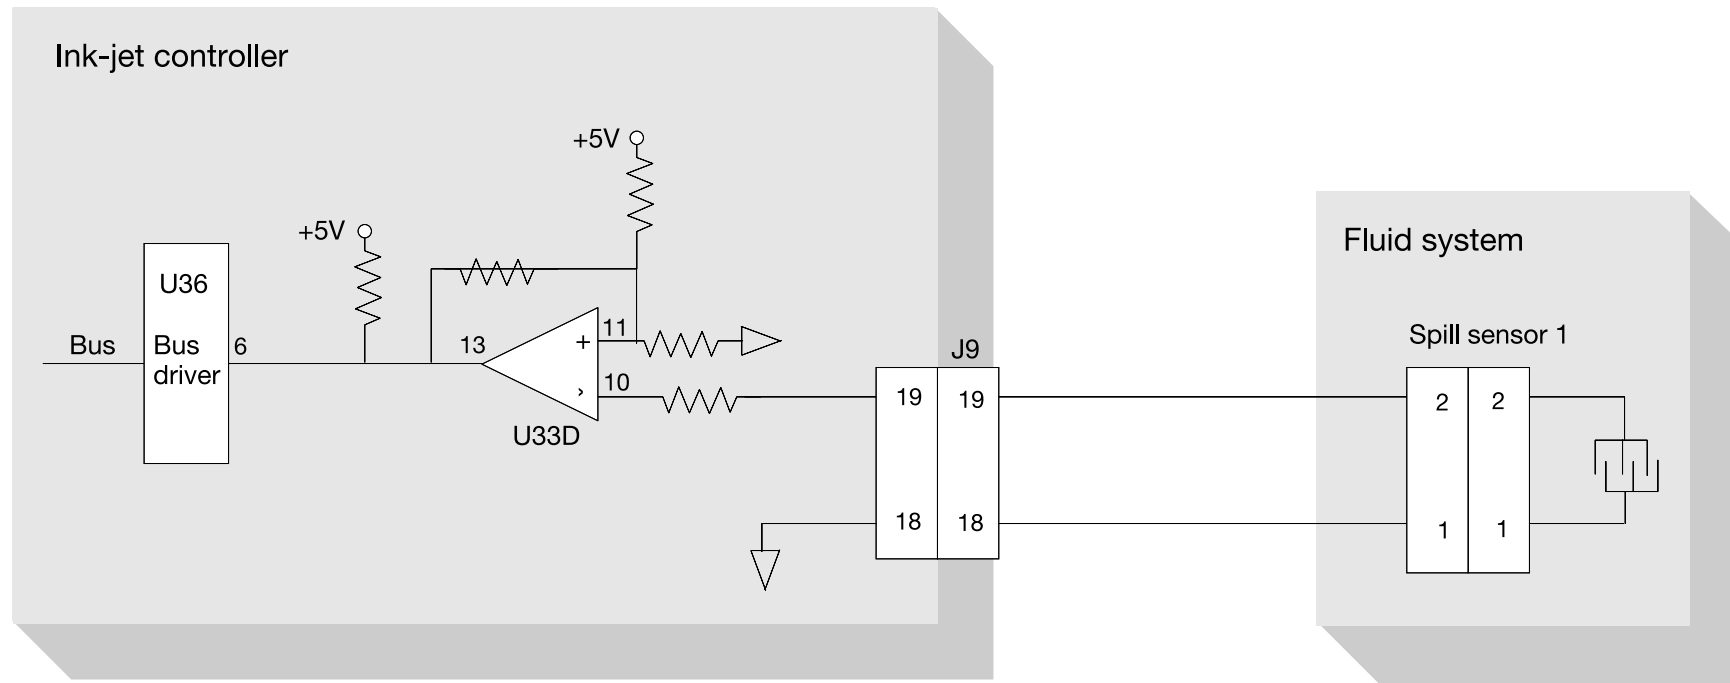 Ink-jet controller
+5V
+5V
Fluid system
U36
Bus
Bus
driver
6
13
11
+
10
U33D
J9
Spill sensor 1
19
19
2
2
18
18
1
1